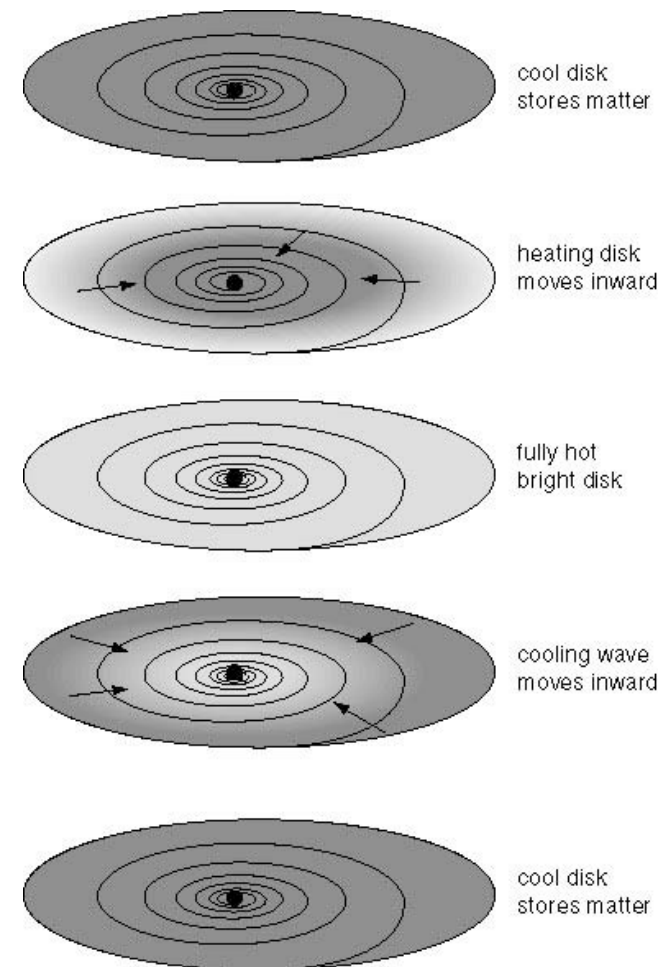 cool disk
stores matter
heating disk
moves inward
fully hot
bright disk
cooling wave
moves inward
cool disk
stores matter